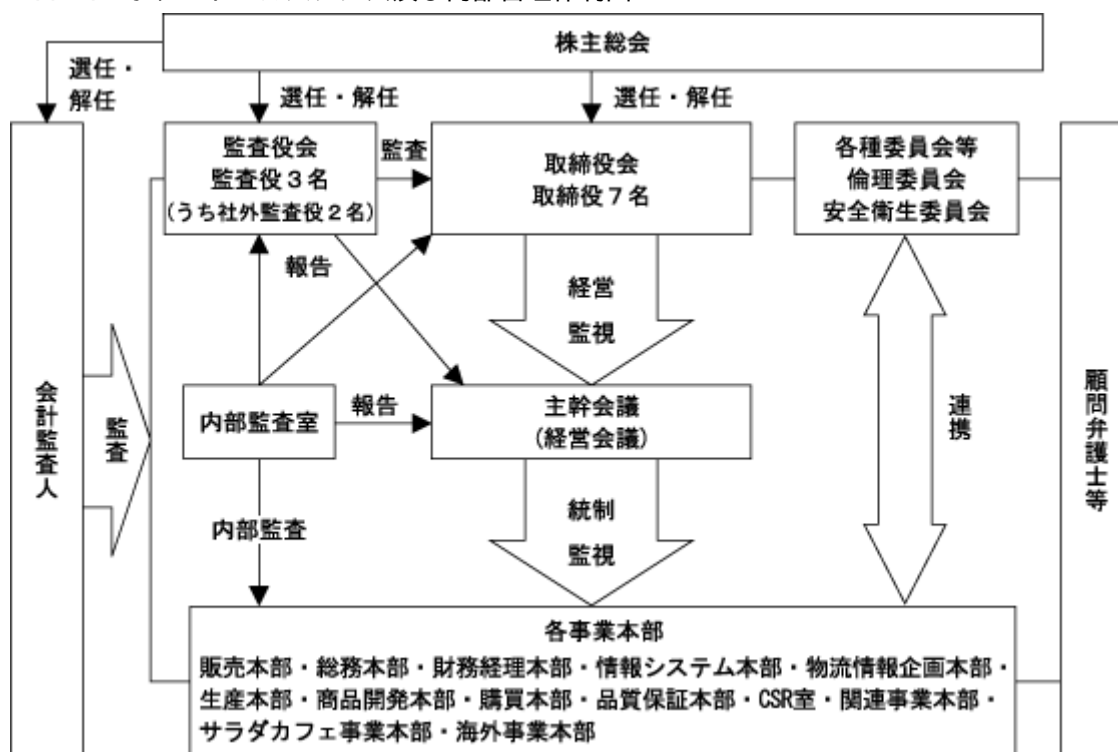 株主総会
選任・
解任
選任・解任
選任・解任
監査役会
監査役３名
(うち社外監査役２名)
監査
取締役会
取締役７名
各種委員会等
倫理委員会
安全衛生委員会
報告
経営
監視
会計監査人
監査
内部監査室
報告
主幹会議
(経営会議)
連携
顧問弁護士等
内部監査
統制
監視
各事業本部
販売本部・総務本部・財務経理本部・情報システム本部・物流情報企画本部・
生産本部・商品開発本部・購買本部・品質保証本部・CSR室・関連事業本部・
サラダカフェ事業本部・海外事業本部